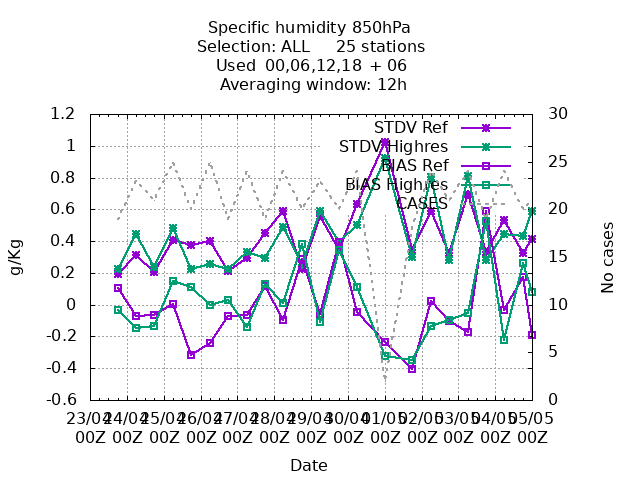 Specific humidity 850hPa
Selection: ALL 25 stations
Used 00,06,12,18 + 06
Averaging window: 12h
1.2
1
0.8
0.6
0.4
0.2
0
-0.2
-0.4
-0.6
g/Kg
30
25
20
15
10
5
0
No cases
STDV Ref
STDV Highres
BIAS Ref
BIAS Highres
CASES
23/04 24/04 25/04 26/04 27/04 28/04 29/04 30/04 01/05 02/05 03/05 04/05 05/05
00Z 00Z 00Z 00Z 00Z 00Z 00Z 00Z 00Z 00Z 00Z 00Z 00Z
Date